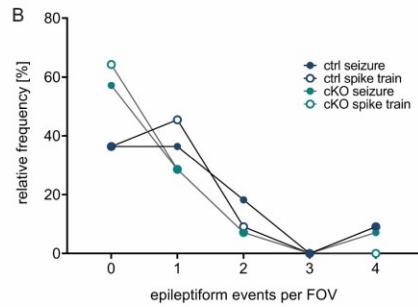 B
80
60
40
20
0
relative frequency [%]
ctrl seizure
ctrl spike train
cKO seizure
cKO spike train
0 1 2 3 4
epileptiform events per FOV